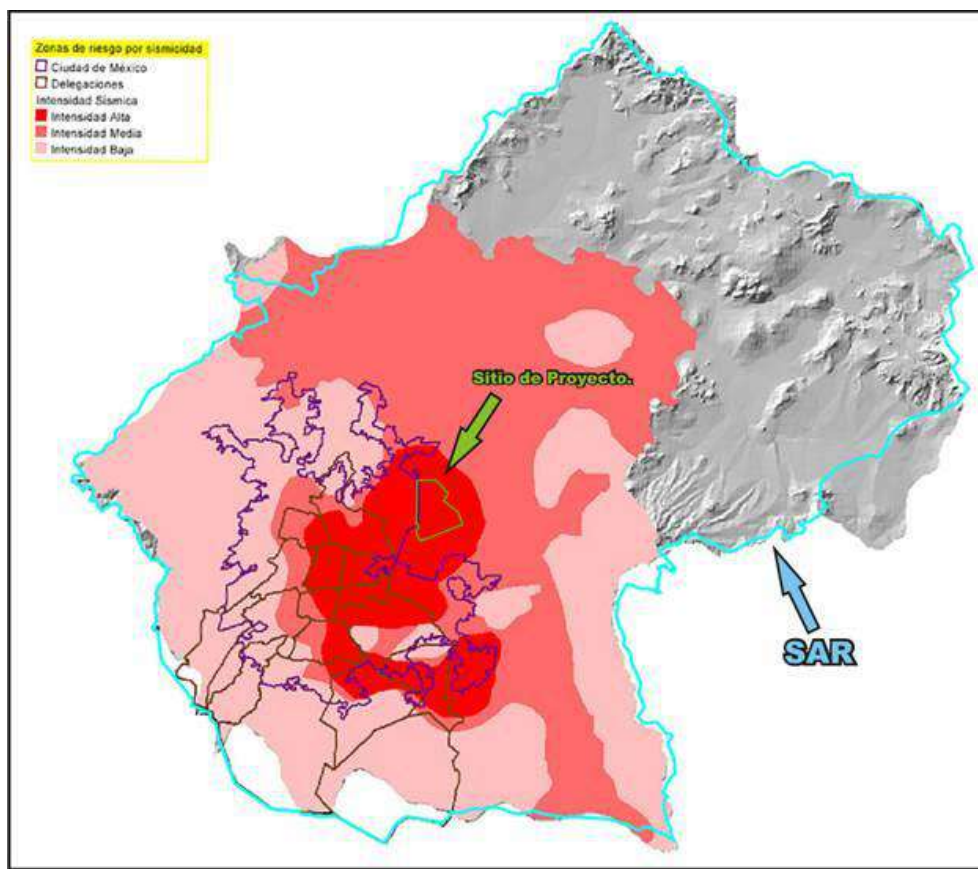 Zonas de riesgo por sismicidad
Ciudad de México
Delegaciones
Intensidad Sísmica
Intensidad Alta
Intensidad Media
Intensidad Baja
Sitio de Proyecto.
SAR